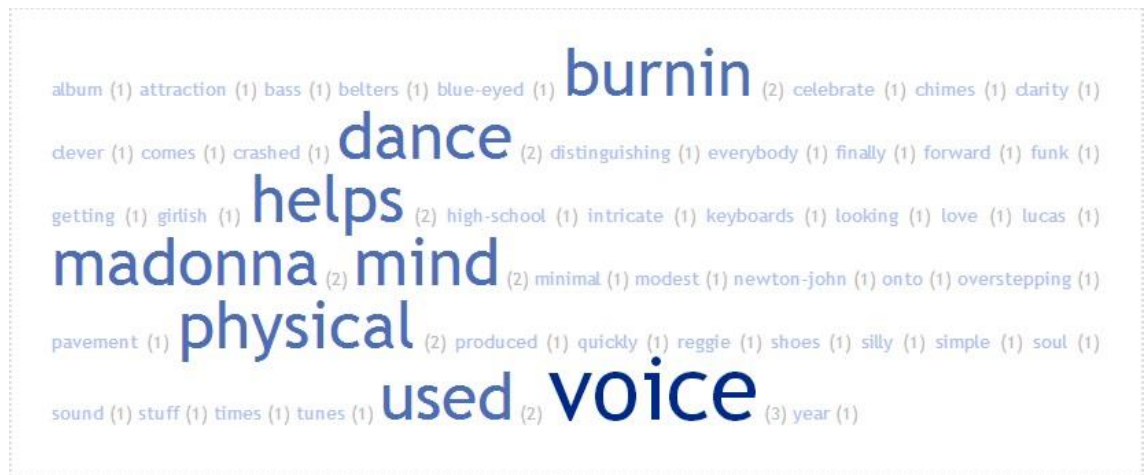 album (1) attraction (1) bass (1) belters (1) blue-eyed (1) burnin (2) celebrate (1) chimes (1) clarity (1)
clever (1) comes (1) crashed (1) dance (2) distinguishing (1) everybody (1) finally (1) forward (1) funk (1)
getting (1) girlish (1) helps (2) high-school (1) intricate (1) keyboards (1) looking (1) love (1) lucas (1)
madonna (2) mind (2) minimal (1) modest (1) newton-john (1) onto (1) overstepping (1)
pavement (1) physical (2) produced (1) quickly (1) reggie (1) shoes (1) silly (1) simple (1) soul (1)
sound (1) stuff (1) times (1) tunes (1) used (2) voice (3) year (1)